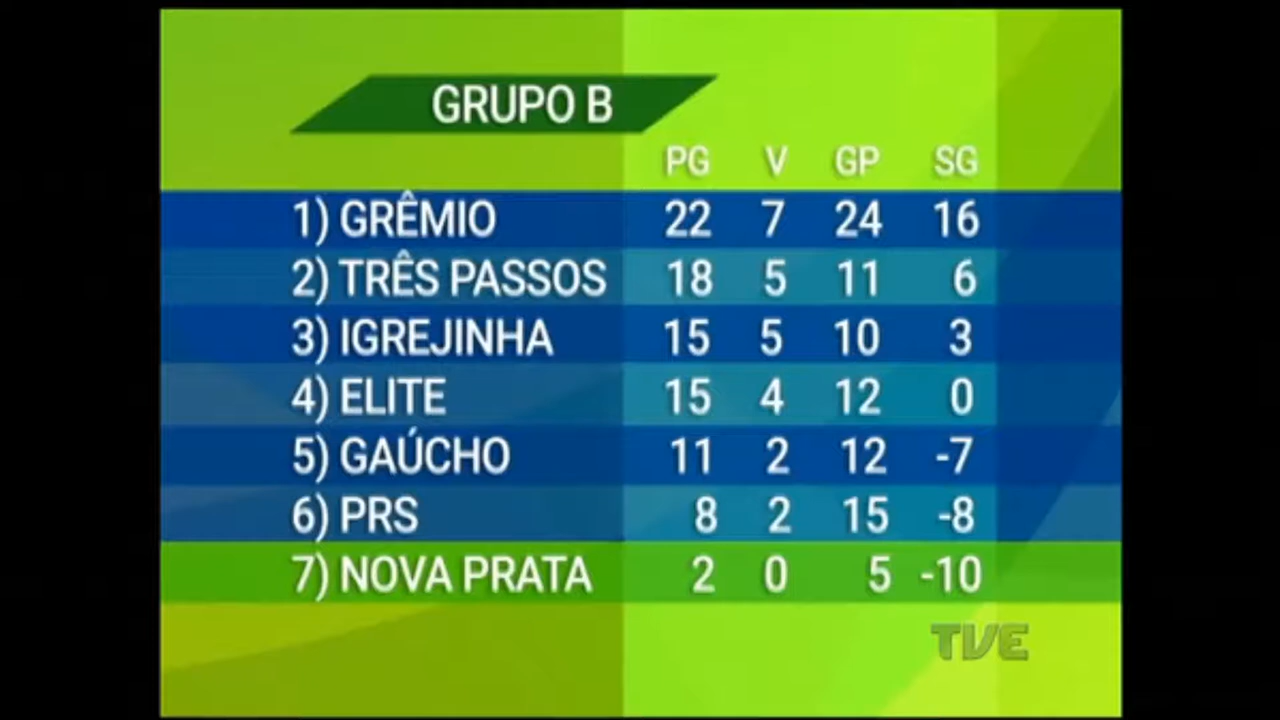 GRUPO B
PG V GP SG
1) GRÊMIO 22 7 24 16
2) TRÊS PASSOS 18 5 11 6
3) IGREJINHA 15 5 10 3
4) ELITE 15 4 12 0
5) GAÚCHO 11 2 12 -7
6) PRS 8 2 15 -8
7) NOVA PRATA 2 0 5 -10
TVE